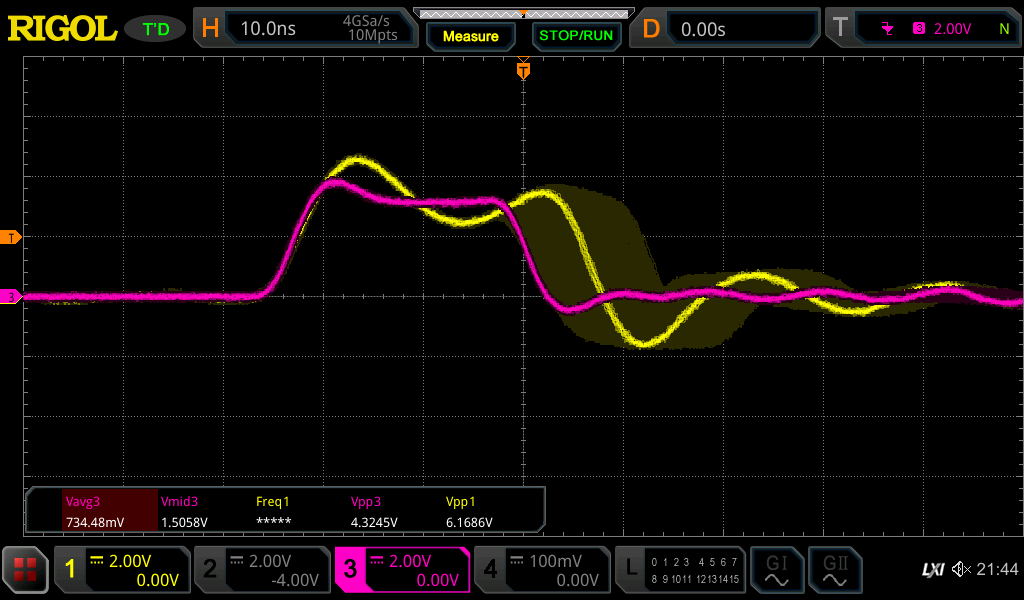 RIGOL T'D H 10.0ns 4GSa/s 10Mpts Measure STOP/RUN D 0.00s T 3 2.00V N
T
T
3
Vavg3 Vmid3 Freq1 Vpp3 Vpp1
734.48mV 1.5058V ***** 4.3245V 6.1686V
1 2.00V 0.00V 2 2.00V -4.00V 3 2.00V 0.00V 4 100mV 0.00V L 0 1 2 3 4 5 6 7 8 9 10 11 12 13 14 15 GI GII LXI 21:44